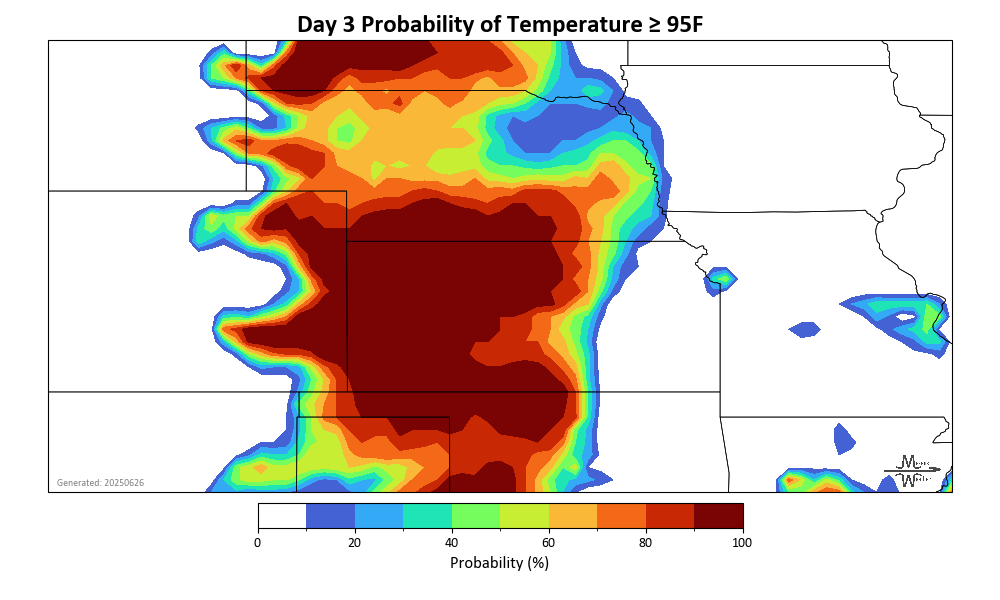 Day 3 Probability of Temperature ≥ 95F
Generated: 20250626
0 20 40 60 80 100
Probability (%)